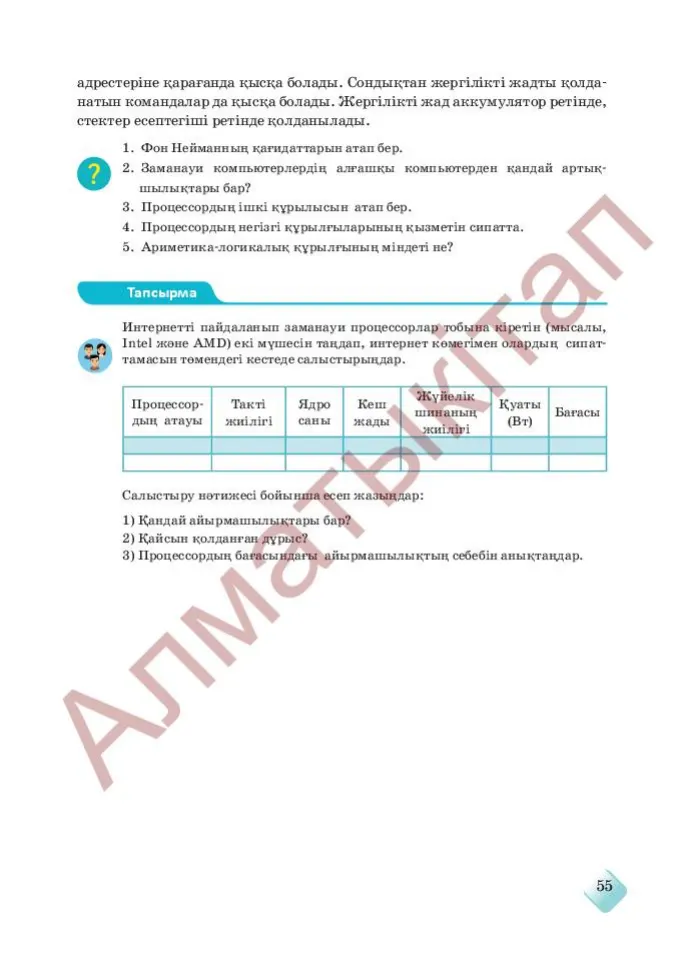 адрестеріне қарағанда қысқа болады. Сондықтан жергілікті жадты қолда-
натын командалар да қысқа болады. Жергілікті жад аккумулятор ретінде,
стектер есептегіші ретінде қолданылады.
?
1. Фон Нейманның қағидаттарын атап бер.
2. Заманауи компьютерлердің алғашқы компьютерден қандай артық-
шылықтары бар?
3. Процессордың ішкі құрылысын атап бер.
4. Процессордың негізгі құрылғыларының қызметін сипатта.
5. Ариметика-логикалық құрылғының міндеті не?
Тапсырма
Интернетті пайдаланып заманауи процессорлар тобына кіретін (мысалы,
Intel және AMD) екі мүшесін таңдап, интернет көмегімен олардың сипат-
тамасын төмендегі кестеде салыстырыңдар.
Процессор-
дың атауы
Такті
жиілігі
Ядро
саны
Кеш
жады
Жүйелік
шинаның
жиілігі
Қуаты
(Вт)
Бағасы
Салыстыру нәтижесі бойынша есеп жазыңдар:
1) Қандай айырмашылықтары бар?
2) Қайсын қолданған дұрыс?
3) Процессордың бағасындағы айырмашылықтың себебін анықтаңдар.
Алматыкітап
55